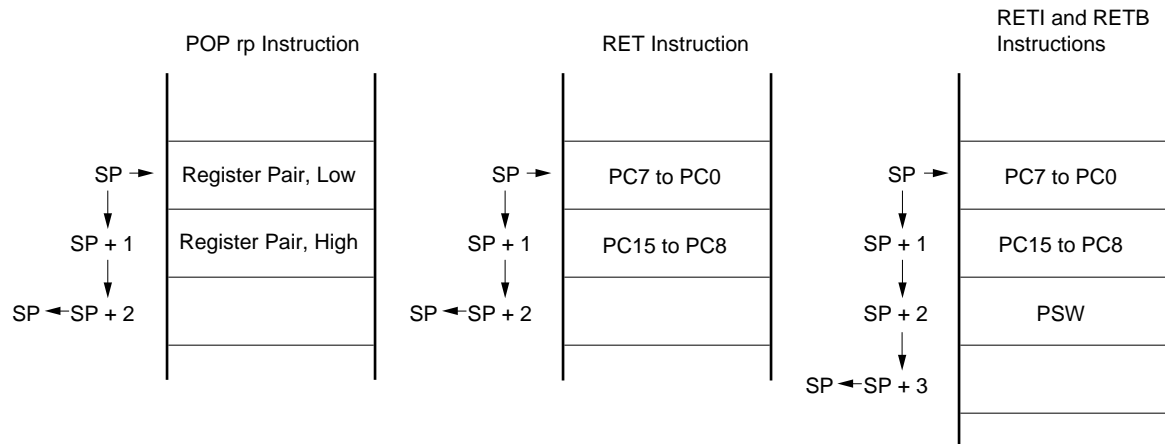 POP rp Instruction
SP
Register Pair, Low
SP + 1
Register Pair, High
SP
SP + 2
RET Instruction
SP
PC7 to PC0
SP + 1
PC15 to PC8
SP
SP + 2
RETI and RETB
Instructions
SP
PC7 to PC0
SP + 1
PC15 to PC8
SP + 2
PSW
SP
SP + 3